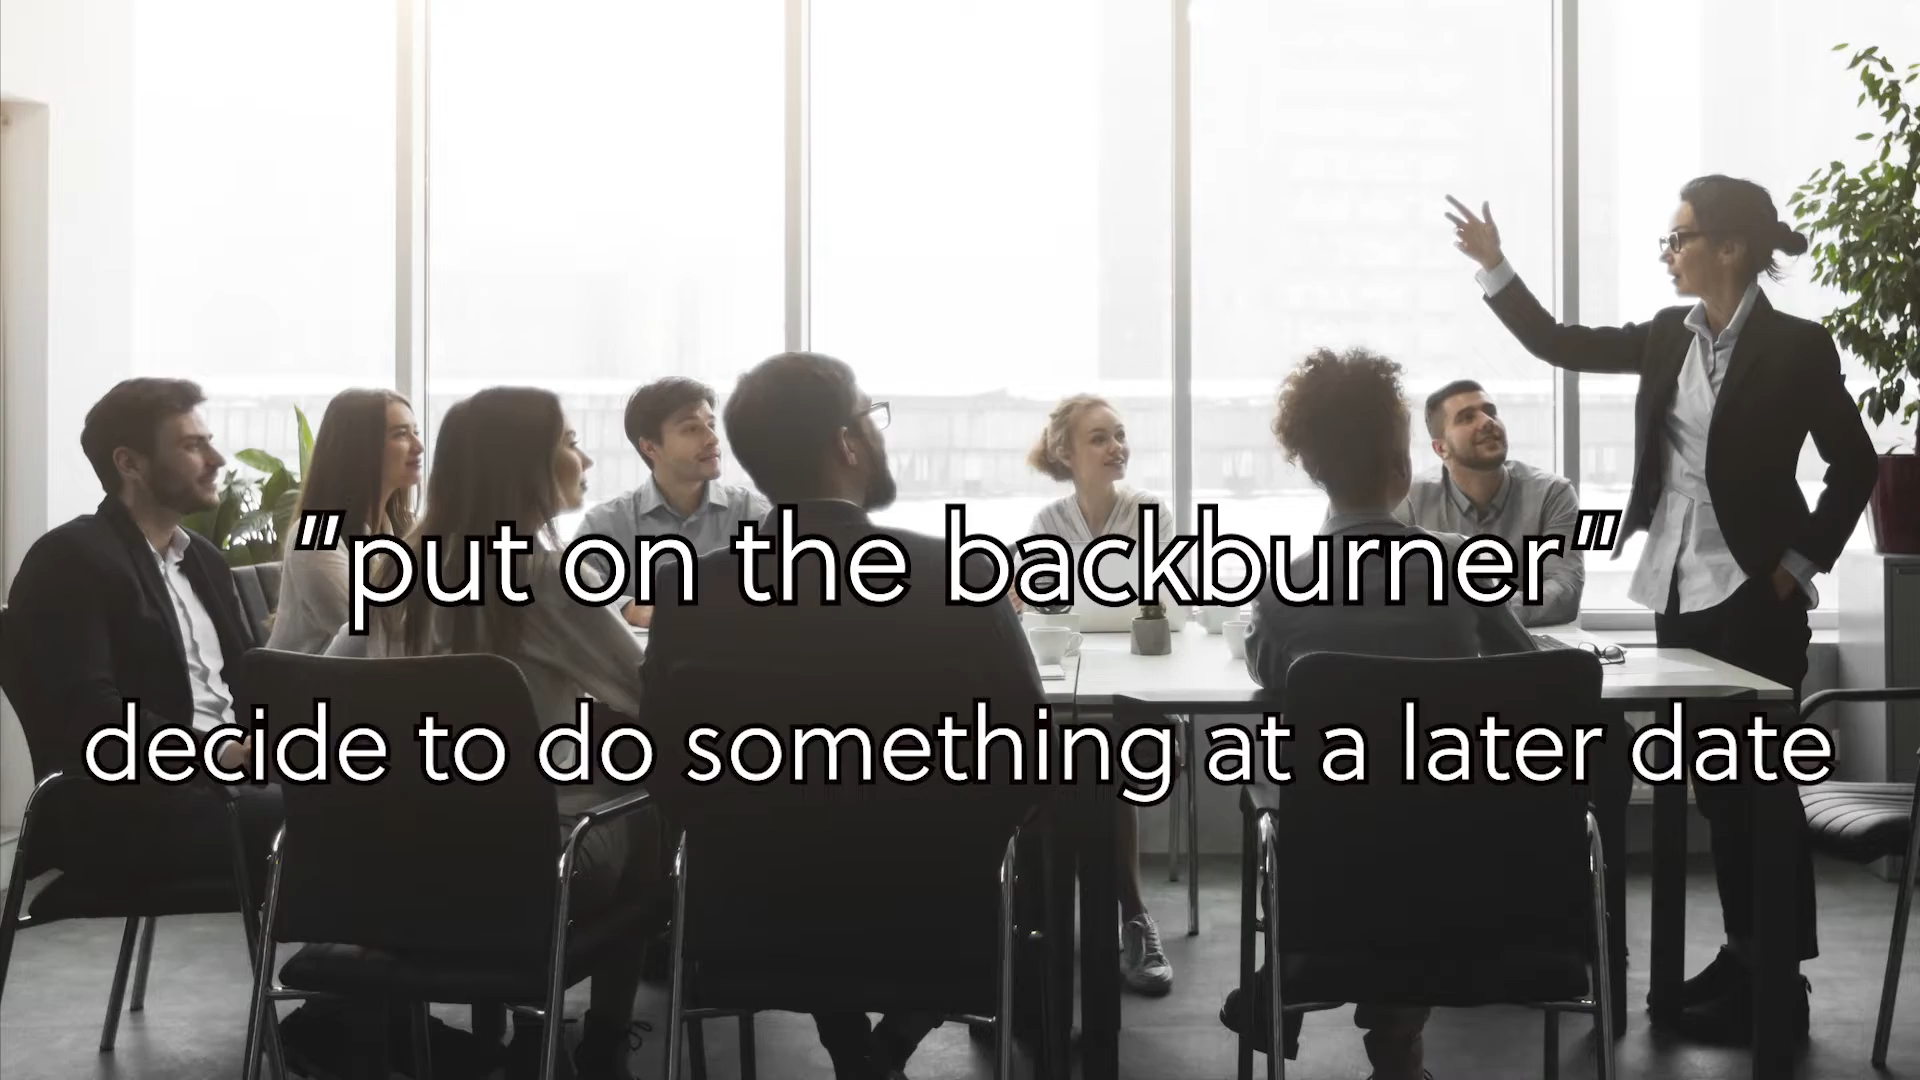 "put on the backburner"
decide to do something at a later date